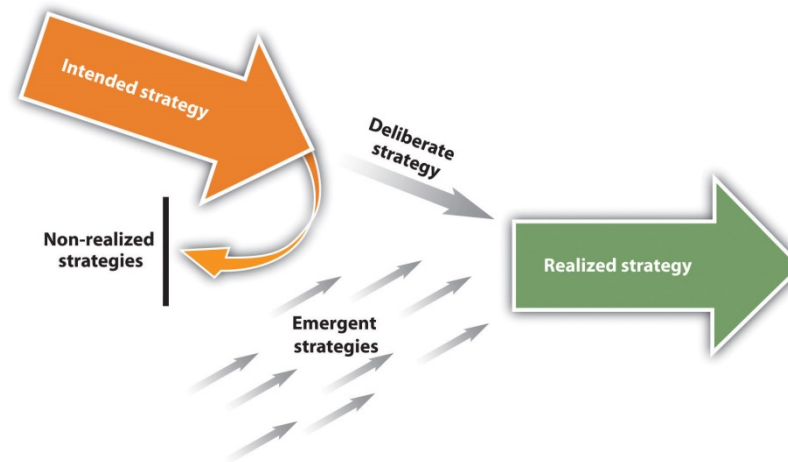 Intended strategy
Deliberate
strategy
Non-realized
strategies
Realized strategy
Emergent
strategies